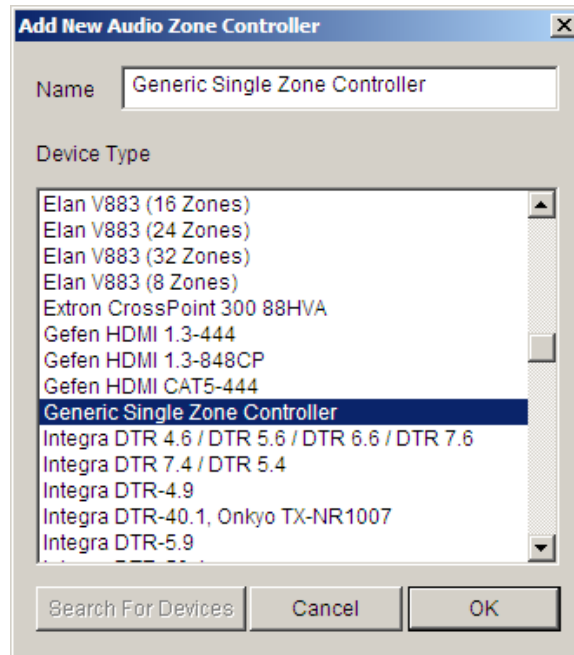 Add New Audio Zone Controller
Name Generic Single Zone Controller
Device Type
Elan V883 (16 Zones)
Elan V883 (24 Zones)
Elan V883 (32 Zones)
Elan V883 (8 Zones)
Extron CrossPoint 300 88HVA
Gefen HDMI 1.3-444
Gefen HDMI 1.3-848CP
Gefen HDMI CAT5-444
Generic Single Zone Controller
Integra DTR 4.6 / DTR 5.6 / DTR 6.6 / DTR 7.6
Integra DTR 7.4 / DTR 5.4
Integra DTR-4.9
Integra DTR-40.1, Onkyo TX-NR1007
Integra DTR-5.9
Search For Devices Cancel OK